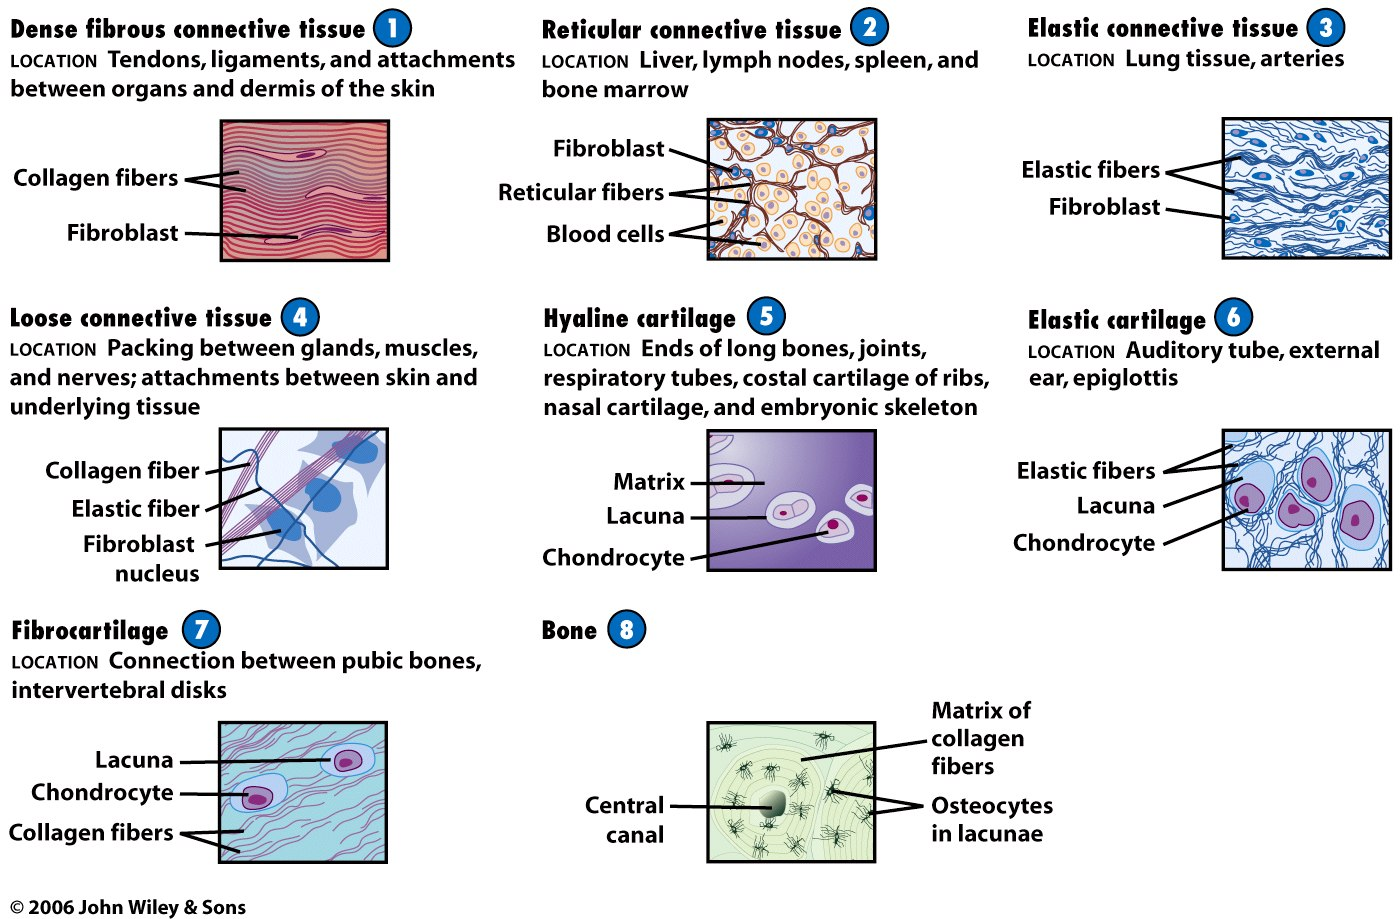 Dense fibrous connective tissue 1
LOCATION Tendons, ligaments, and attachments
between organs and dermis of the skin
Collagen fibers
Fibroblast
Reticular connective tissue 2
LOCATION Liver, lymph nodes, spleen, and
bone marrow
Fibroblast
Reticular fibers
Blood cells
Elastic connective tissue 3
LOCATION Lung tissue, arteries
Elastic fibers
Fibroblast
Loose connective tissue 4
LOCATION Packing between glands, muscles,
and nerves; attachments between skin and
underlying tissue
Collagen fiber
Elastic fiber
Fibroblast
nucleus
Hyaline cartilage 5
LOCATION Ends of long bones, joints,
respiratory tubes, costal cartilage of ribs,
nasal cartilage, and embryonic skeleton
Matrix
Lacuna
Chondrocyte
Elastic cartilage 6
LOCATION Auditory tube, external
ear, epiglottis
Elastic fibers
Lacuna
Chondrocyte
Fibrocartilage 7
LOCATION Connection between pubic bones,
intervertebral disks
Lacuna
Chondrocyte
Collagen fibers
Bone 8
Matrix of
collagen
fibers
Central
canal
Osteocytes
in lacunae
© 2006 John Wiley & Sons